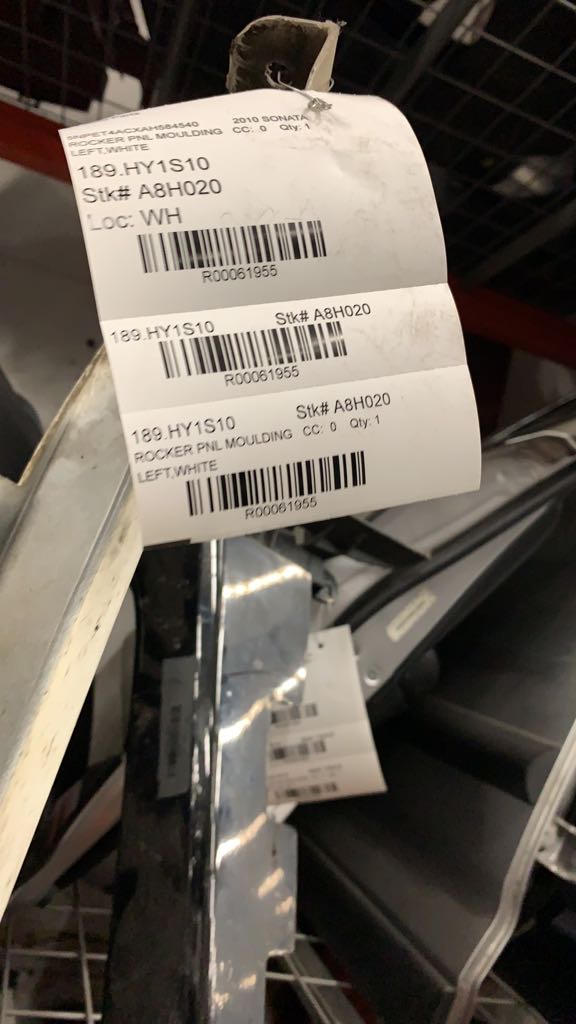 5NPET4ACXAH584540 2010 SONATA
ROCKER PNL MOULDING CC: 0 Qty: 1
LEFT,WHITE
189.HY1S10
Stk# A8H020
Loc: WH
R00061955
189.HY1S10 Stk# A8H020
R00061955
189.HY1S10 Stk# A8H020
ROCKER PNL MOULDING CC: 0 Qty: 1
LEFT,WHITE
R00061955